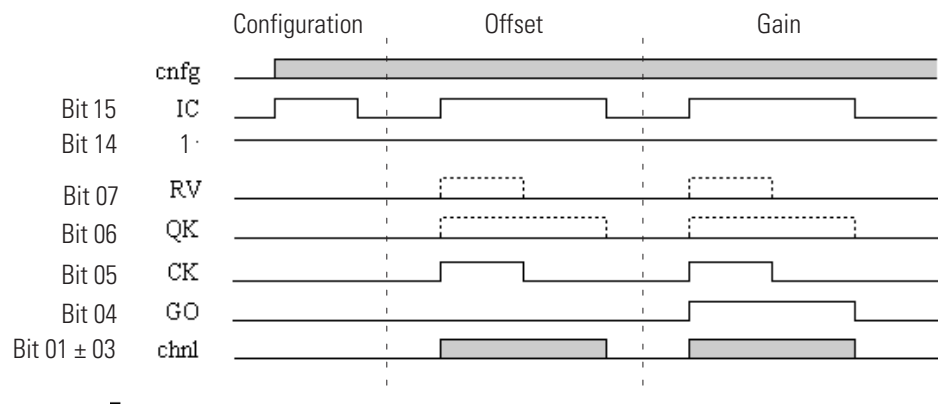 Configuration Offset Gain
cnfg
Bit 15 IC
Bit 14 1
Bit 07 RV
Bit 06 QK
Bit 05 CK
Bit 04 GO
Bit 01 ± 03 chnl